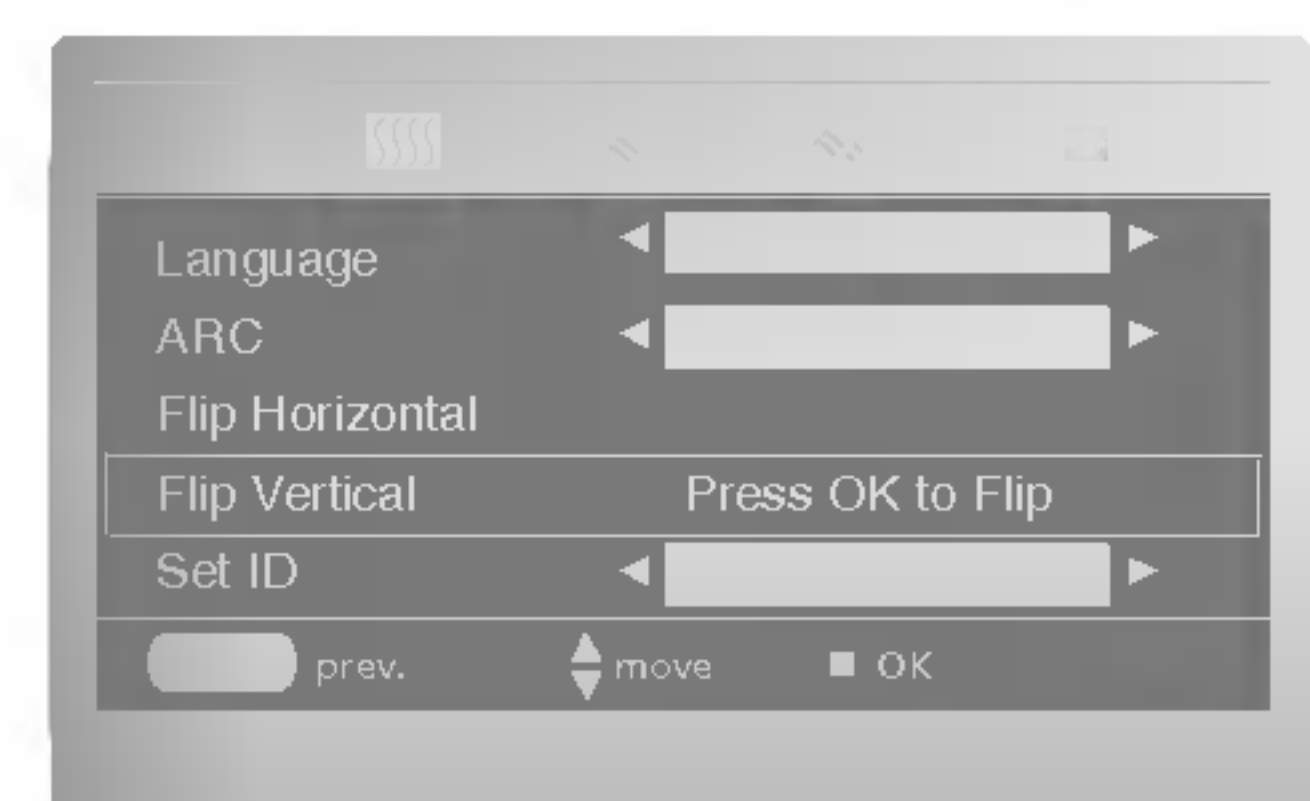 Language
ARC
Flip Horizontal
Flip Vertical Press OK to Flip
Set ID
prev. move OK